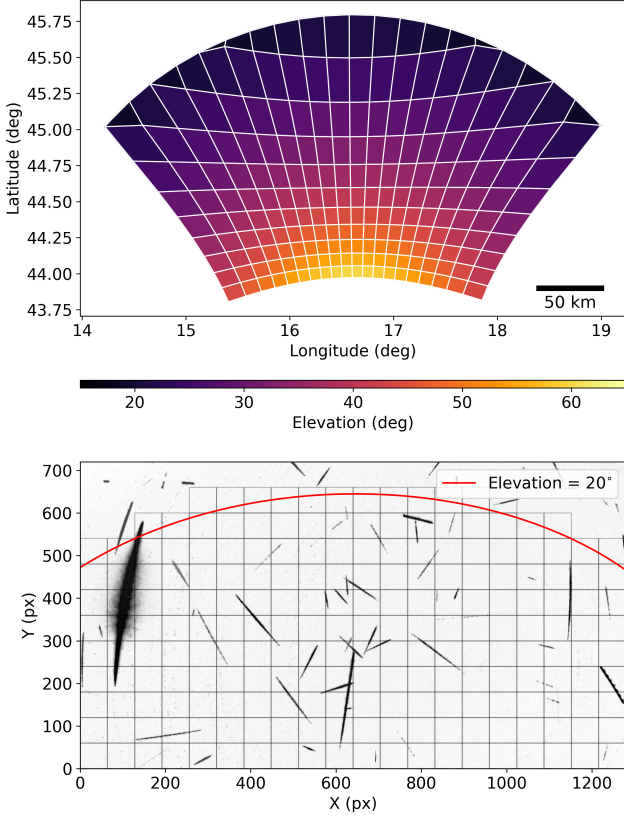 45.75
45.50
45.25
45.00
44.75
44.50
44.25
44.00
43.75
Latitude (deg)
50 km
14 15 16 17 18 19
Longitude (deg)
20 30 40 50 60
Elevation (deg)
700
600
500
400
300
200
100
0
Y (px)
Elevation = 20°
0 200 400 600 800 1000 1200
X (px)